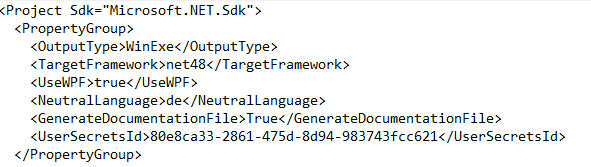 <Project Sdk="Microsoft.NET.Sdk">
<PropertyGroup>
<OutputType>WinExe</OutputType>
<TargetFramework>net48</TargetFramework>
<UseWPF>true</UseWPF>
<NeutralLanguage>de</NeutralLanguage>
<GenerateDocumentationFile>True</GenerateDocumentationFile>
<UserSecretsId>80e8ca33-2861-475d-8d94-983743fcc621</UserSecretsId>
</PropertyGroup>